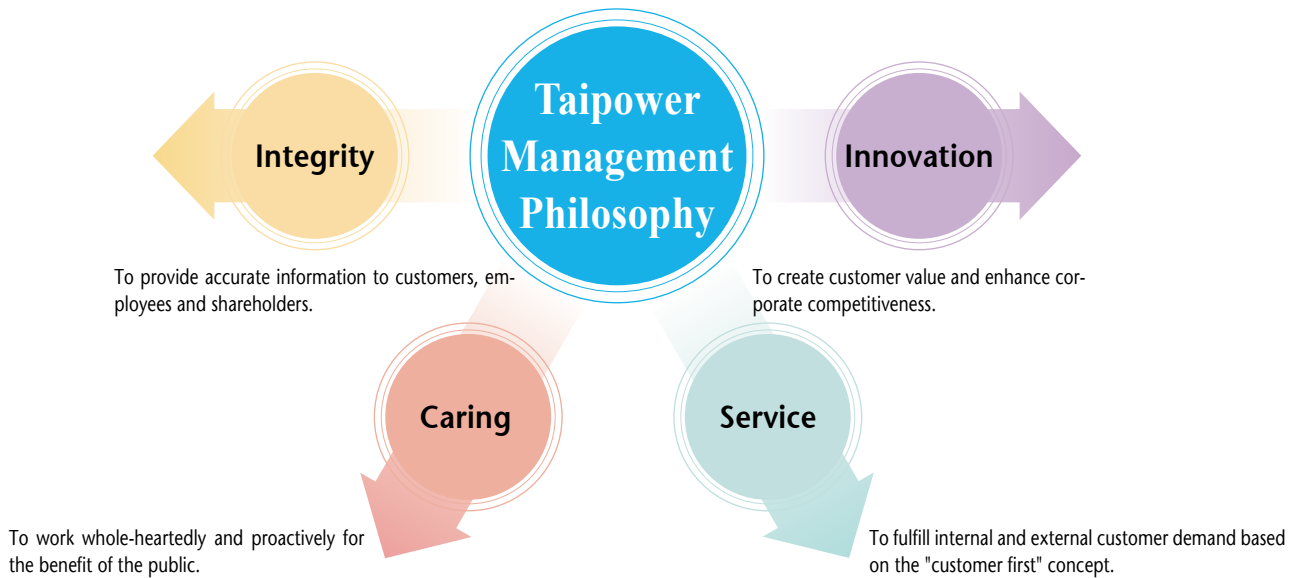 Taipower
Management
Philosophy
Integrity
To provide accurate information to customers, em-
ployees and shareholders.
Innovation
To create customer value and enhance cor-
porate competitiveness.
Caring
To work whole-heartedly and proactively for
the benefit of the public.
Service
To fulfill internal and external customer demand based
on the "customer first" concept.